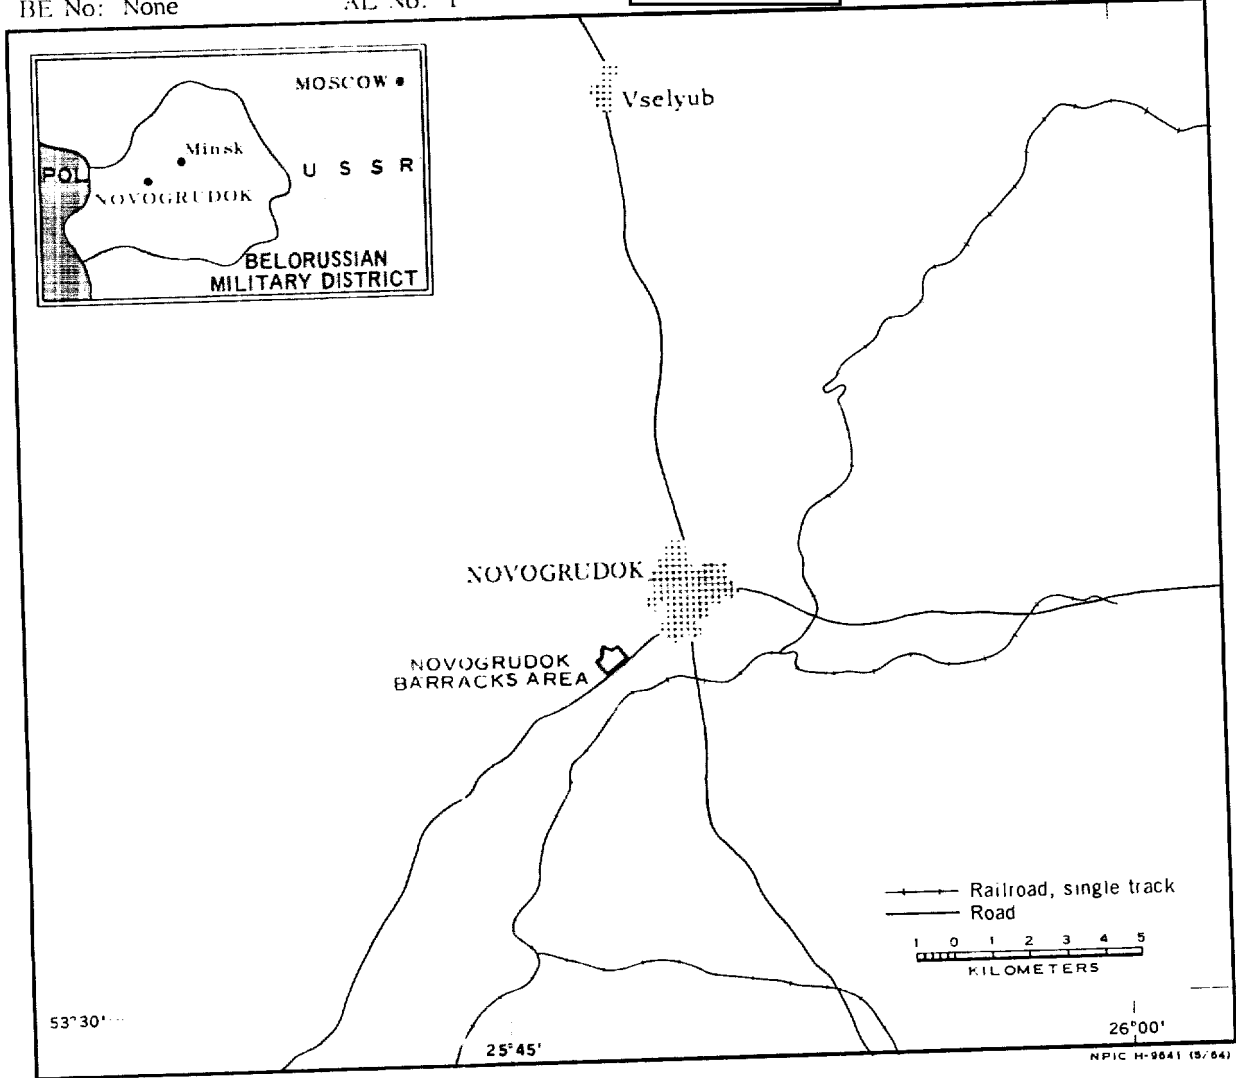 BE No: None AL No: 1
MOSCOW
Vselyub
Minsk
U S S R
POL
NOVOGRUDOK
BELORUSSIAN
MILITARY DISTRICT
NOVOGRUDOK
NOVOGRUDOK
BARRACKS AREA
Railroad, single track
Road
1 0 1 2 3 4 5
KILOMETERS
53°30'
25°45'
26°00'
NPIC H-9641 (5/64)